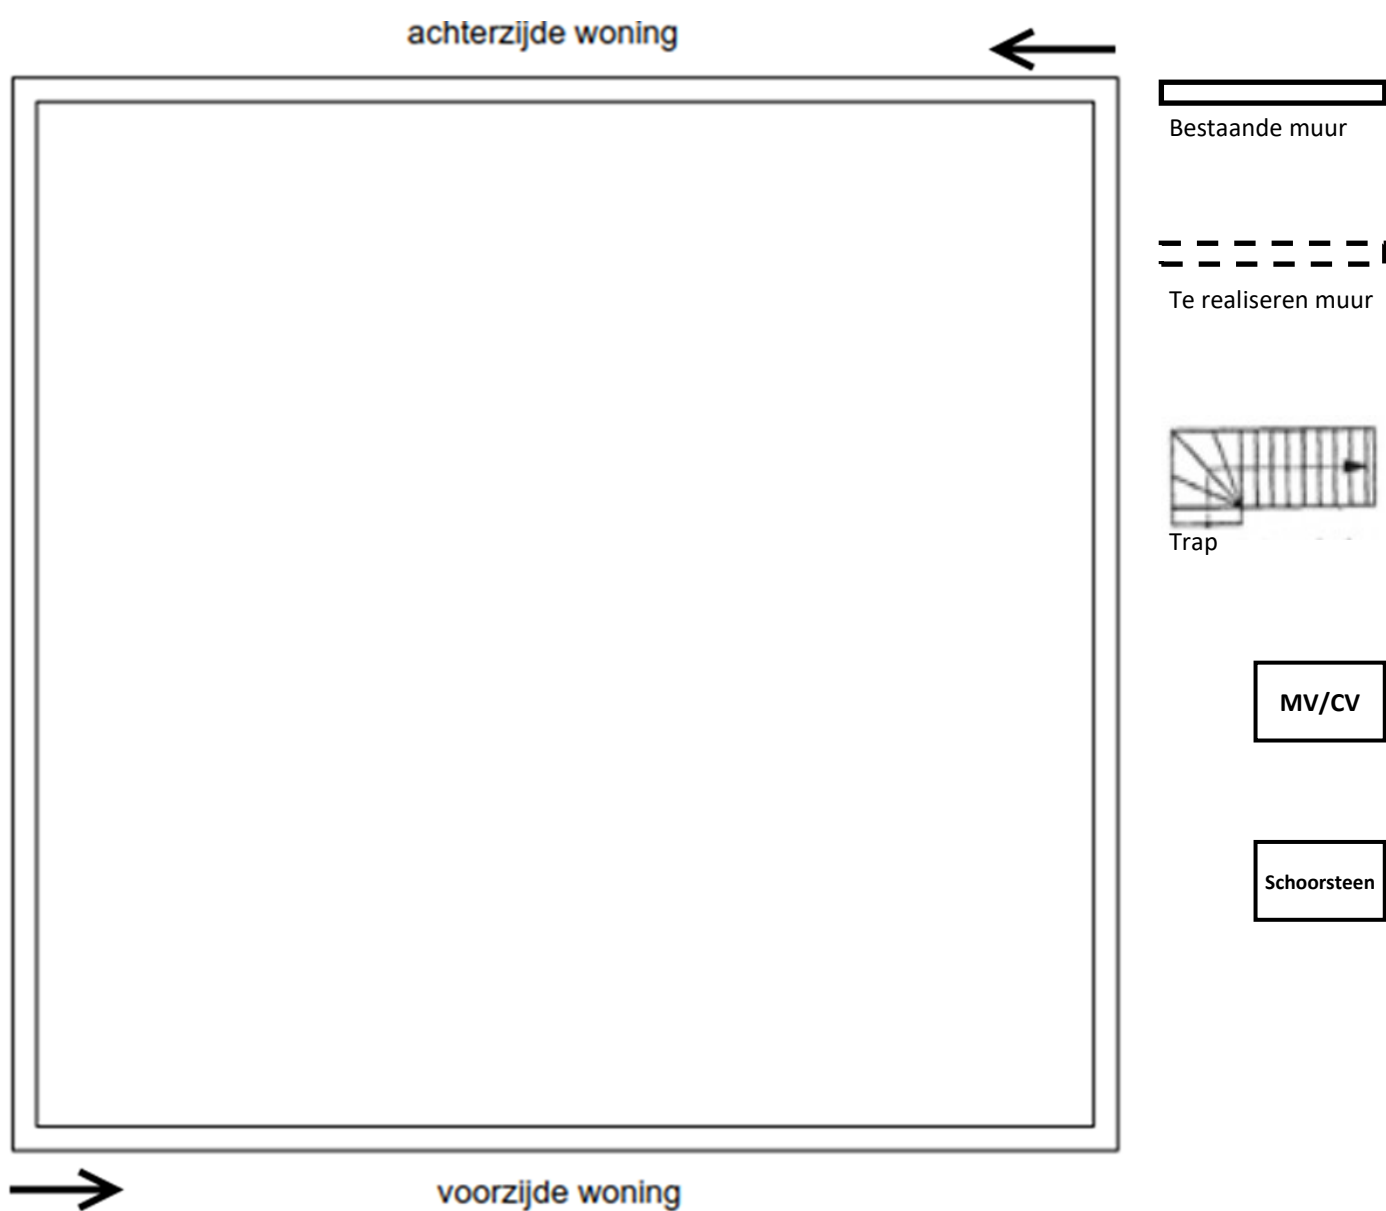 achterzijde woning
Bestaande muur
Te realiseren muur
Trap
MV/CV
Schoorsteen
voorzijde woning